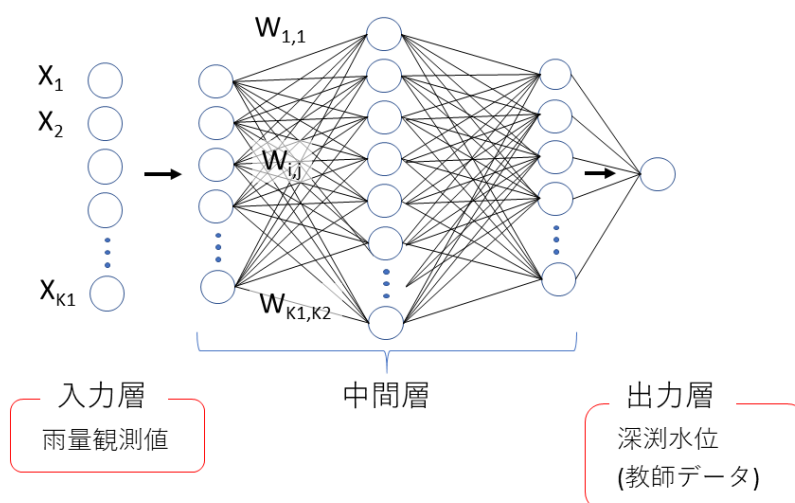 W1,1
X1
X2
Wi,j
XK1
WK1,K2
入力層
中間層
出力層
雨量観測値
深渕水位
(教師データ)